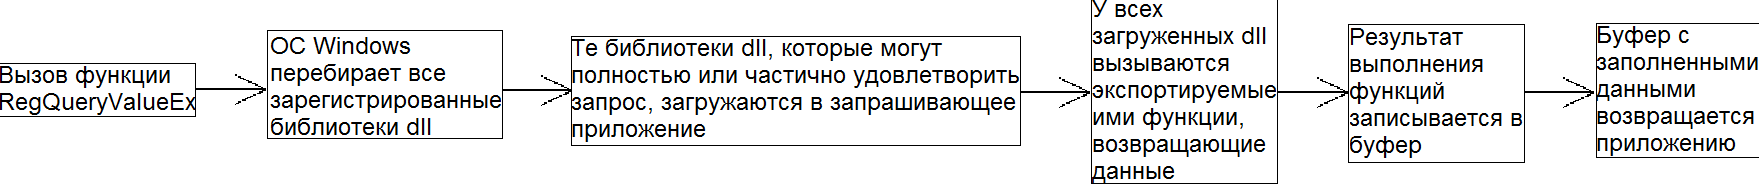 Вызов функции
RegQueryValueEx
ОС Windows
перебирает все
зарегистрированные
библиотеки dll
Те библиотеки dll, которые могут
полностью или частично удовлетворить
запрос, загружаются в запрашивающее
приложение
У всех
загруженных dll
вызываются
экспортируемые
ими функции,
возвращающие
данные
Результат
выполнения
функций
записывается в
буфер
Буфер с
заполненными
данными
возвращается
приложению